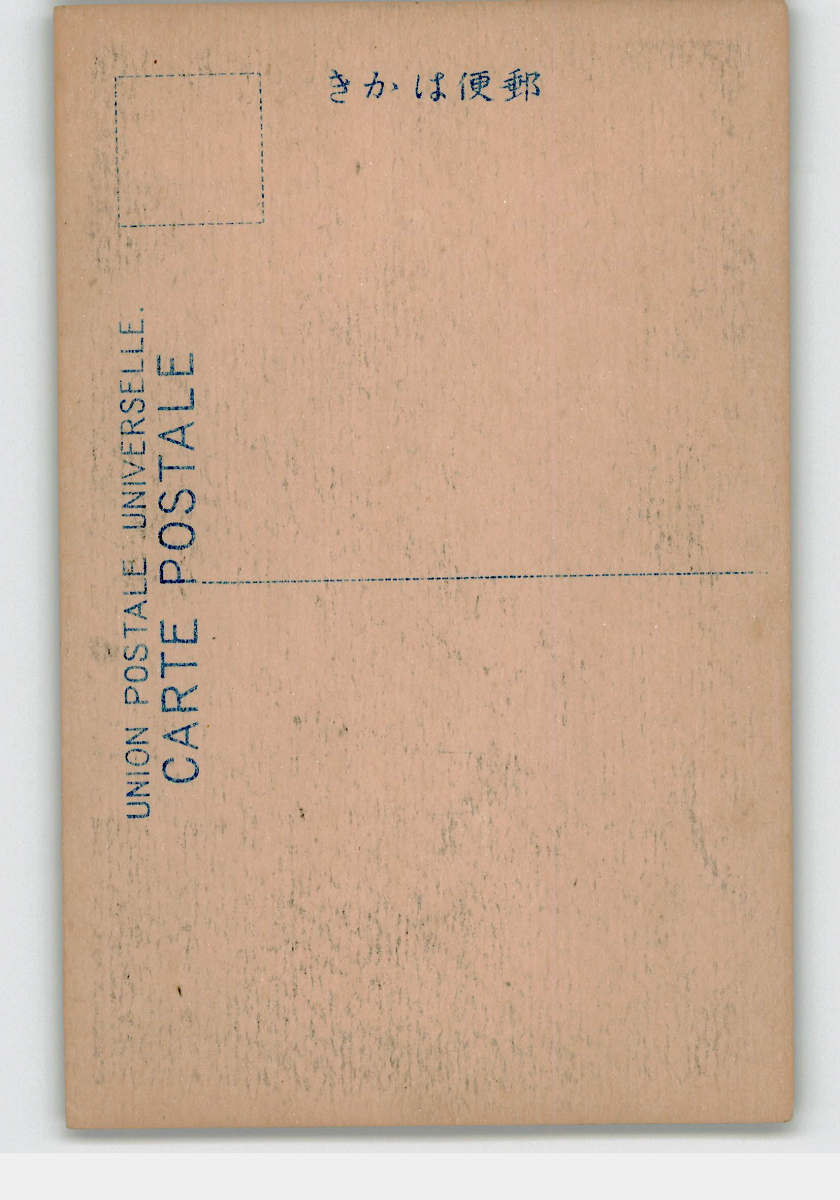 郵便はかき
UNION POSTALE UNIVERSELLE.
CARTE POSTALE